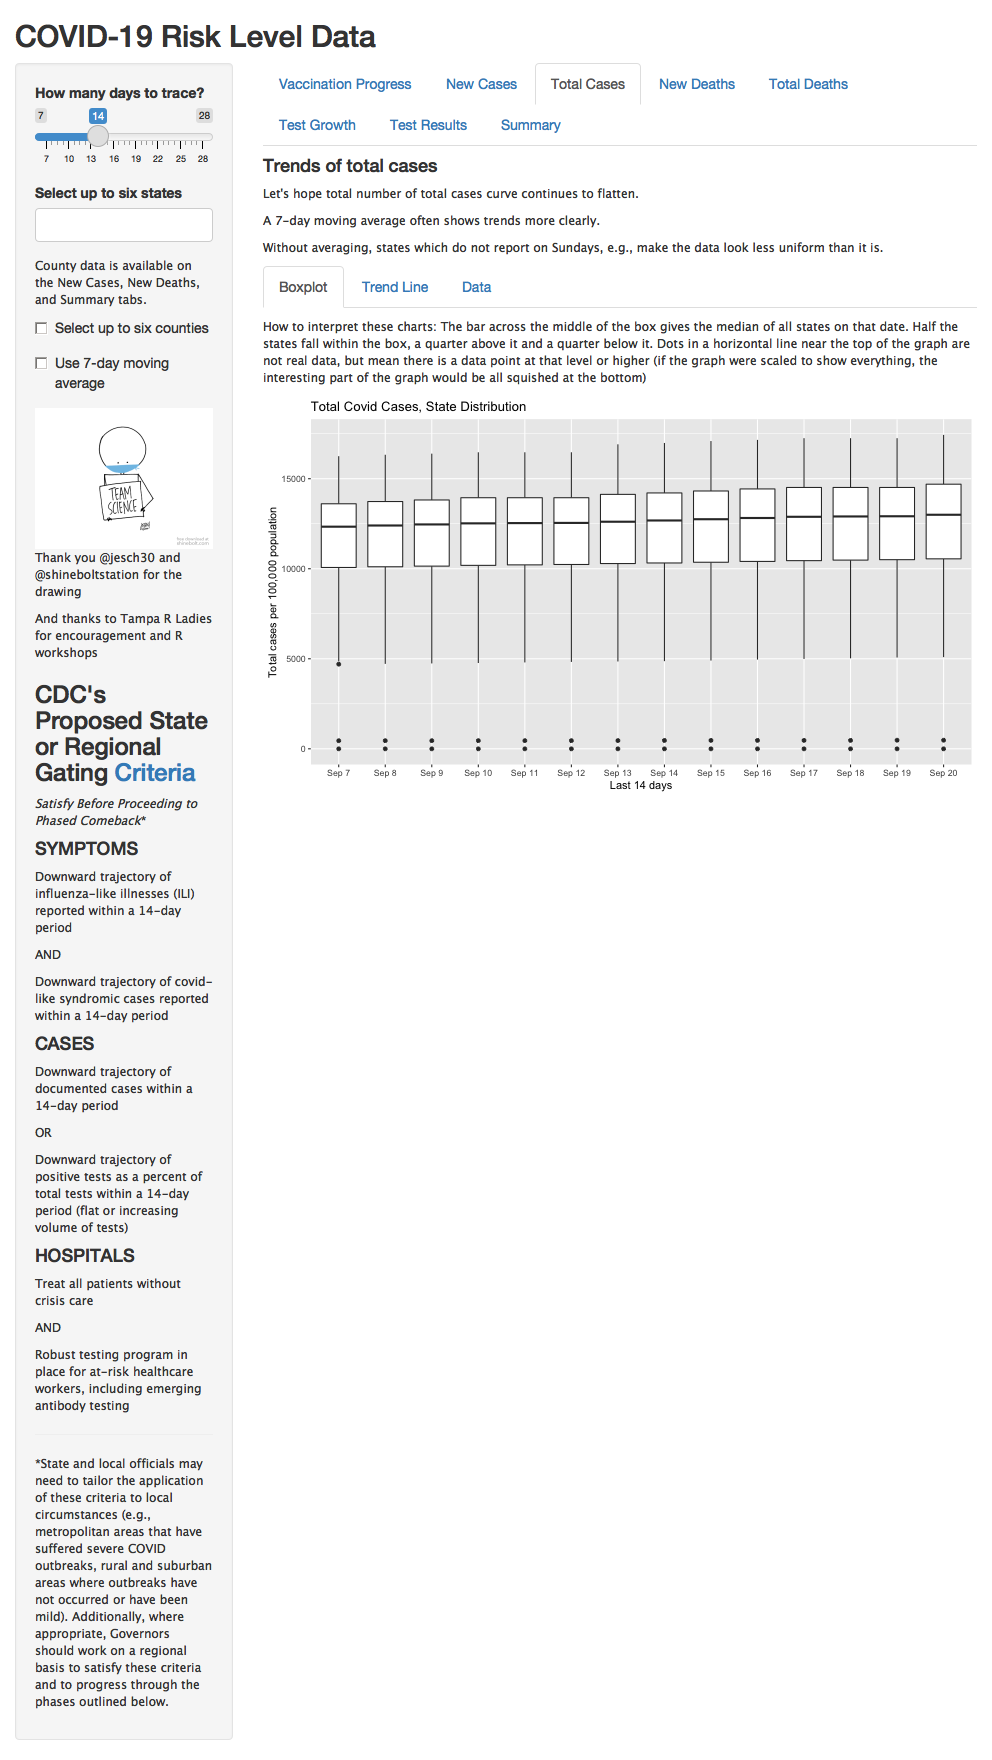 COVID-19 Risk Level Data
How many days to trace?
7 14 28
7 10 13 16 19 22 25 28
Select up to six states
County data is available on
the New Cases, New Deaths,
and Summary tabs.
Select up to six counties
Use 7-day moving
average
TEAM
SCIENCE
Thank you @jesch30 and
@shineboltstation for the
drawing
And thanks to Tampa R Ladies
for encouragement and R
workshops
CDC's
Proposed State
or Regional
Gating Criteria
Satisfy Before Proceeding to
Phased Comeback*
SYMPTOMS
Downward trajectory of
influenza-like illnesses (ILI)
reported within a 14-day
period
AND
Downward trajectory of covid-
like syndromic cases reported
within a 14-day period
CASES
Downward trajectory of
documented cases within a
14-day period
OR
Downward trajectory of
positive tests as a percent of
total tests within a 14-day
period (flat or increasing
volume of tests)
HOSPITALS
Treat all patients without
crisis care
AND
Robust testing program in
place for at-risk healthcare
workers, including emerging
antibody testing
*State and local officials may
need to tailor the application
of these criteria to local
circumstances (e.g.,
metropolitan areas that have
suffered severe COVID
outbreaks, rural and suburban
areas where outbreaks have
not occurred or have been
mild). Additionally, where
appropriate, Governors
should work on a regional
basis to satisfy these criteria
and to progress through the
phases outlined below.
Vaccination Progress New Cases Total Cases New Deaths Total Deaths
Test Growth Test Results Summary
Trends of total cases
Let's hope total number of total cases curve continues to flatten.
A 7-day moving average often shows trends more clearly.
Without averaging, states which do not report on Sundays, e.g., make the data look less uniform than it is.
Boxplot Trend Line Data
How to interpret these charts: The bar across the middle of the box gives the median of all states on that date. Half the
states fall within the box, a quarter above it and a quarter below it. Dots in a horizontal line near the top of the graph are
not real data, but mean there is a data point at that level or higher (if the graph were scaled to show everything, the
interesting part of the graph would be all squished at the bottom)
Total Covid Cases, State Distribution
Total cases per 100,000 population
15000
10000
5000
0
Sep 7 Sep 8 Sep 9 Sep 10 Sep 11 Sep 12 Sep 13 Sep 14 Sep 15 Sep 16 Sep 17 Sep 18 Sep 19 Sep 20
Last 14 days